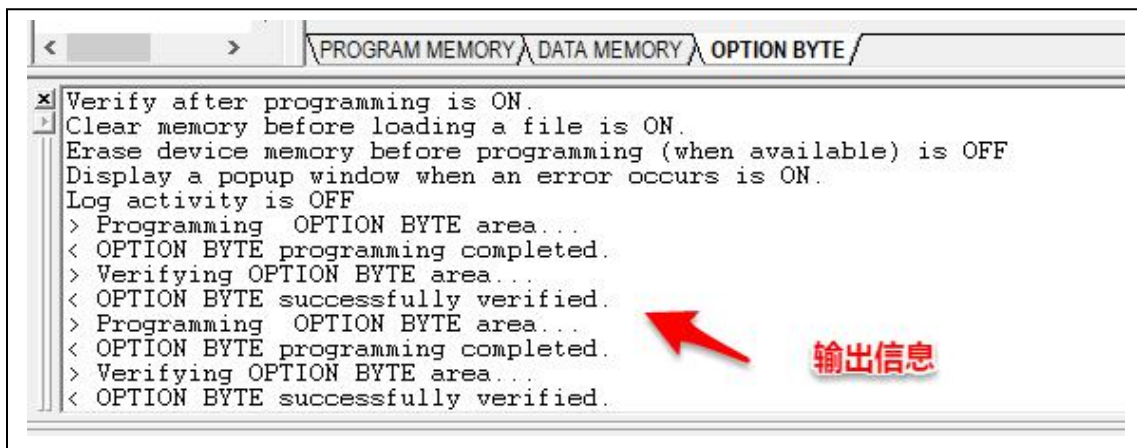 PROGRAM MEMORY DATA MEMORY OPTION BYTE
Verify after programming is ON.
Clear memory before loading a file is ON.
Erase device memory before programming (when available) is OFF
Display a popup window when an error occurs is ON.
Log activity is OFF
> Programming  OPTION BYTE area...
< OPTION BYTE programming completed.
> Verifying OPTION BYTE area...
< OPTION BYTE successfully verified.
> Programming  OPTION BYTE area...
< OPTION BYTE programming completed.
输出信息
> Verifying OPTION BYTE area...
< OPTION BYTE successfully verified.